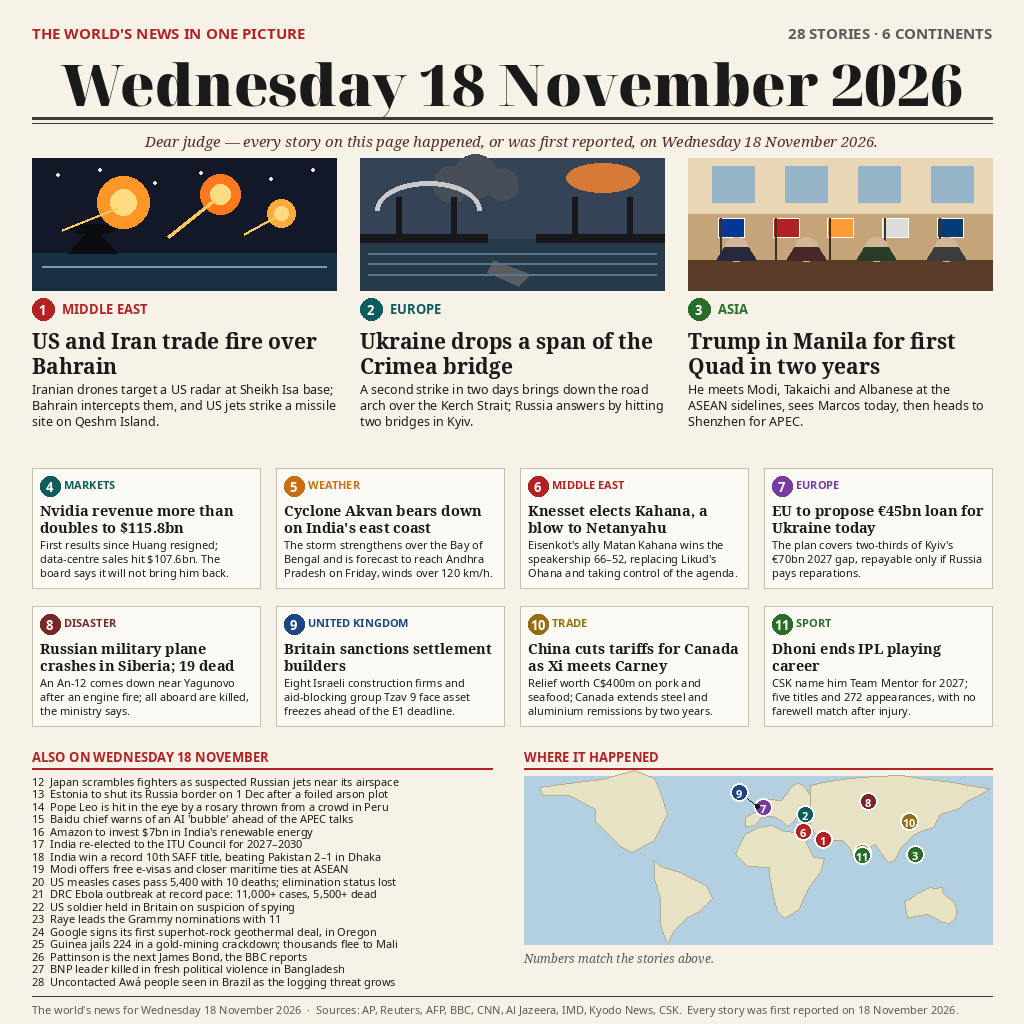 THE WORLD'S NEWS IN ONE PICTURE
28 STORIES · 6 CONTINENTS
Wednesday 18 November 2026
Dear judge — every story on this page happened, or was first reported, on Wednesday 18 November 2026.
1 MIDDLE EAST
US and Iran trade fire over
Bahrain
Iranian drones target a US radar at Sheikh Isa base;
Bahrain intercepts them, and US jets strike a missile
site on Qeshm Island.
2 EUROPE
Ukraine drops a span of the
Crimea bridge
A second strike in two days brings down the road
arch over the Kerch Strait; Russia answers by hitting
two bridges in Kyiv.
3 ASIA
Trump in Manila for first
Quad in two years
He meets Modi, Takaichi and Albanese at the
ASEAN sidelines, sees Marcos today, then heads to
Shenzhen for APEC.
4 MARKETS
Nvidia revenue more than
doubles to $115.8bn
First results since Huang resigned;
data-centre sales hit $107.6bn. The
board says it will not bring him back.
5 WEATHER
Cyclone Akvan bears down
on India's east coast
The storm strengthens over the Bay of
Bengal and is forecast to reach Andhra
Pradesh on Friday, winds over 120 km/h.
6 MIDDLE EAST
Knesset elects Kahana, a
blow to Netanyahu
Eisenkot's ally Matan Kahana wins the
speakership 66–52, replacing Likud's
Ohana and taking control of the agenda.
7 EUROPE
EU to propose €45bn loan for
Ukraine today
The plan covers two-thirds of Kyiv's
€70bn 2027 gap, repayable only if Russia
pays reparations.
8 DISASTER
Russian military plane
crashes in Siberia; 19 dead
An An-12 comes down near Yagunovo
after an engine fire; all aboard are killed,
the ministry says.
9 UNITED KINGDOM
Britain sanctions settlement
builders
Eight Israeli construction firms and
aid-blocking group Tzav 9 face asset
freezes ahead of the E1 deadline.
10 TRADE
China cuts tariffs for Canada
as Xi meets Carney
Relief worth C$400m on pork and
seafood; Canada extends steel and
aluminium remissions by two years.
11 SPORT
Dhoni ends IPL playing
career
CSK name him Team Mentor for 2027;
five titles and 272 appearances, with no
farewell match after injury.
ALSO ON WEDNESDAY 18 NOVEMBER
12 Japan scrambles fighters as suspected Russian jets near its airspace
13 Estonia to shut its Russia border on 1 Dec after a foiled arson plot
14 Pope Leo is hit in the eye by a rosary thrown from a crowd in Peru
15 Baidu chief warns of an AI 'bubble' ahead of the APEC talks
16 Amazon to invest $7bn in India's renewable energy
17 India re-elected to the ITU Council for 2027–2030
18 India win a record 10th SAFF title, beating Pakistan 2–1 in Dhaka
19 Modi offers free e-visas and closer maritime ties at ASEAN
20 US measles cases pass 5,400 with 10 deaths; elimination status lost
21 DRC Ebola outbreak at record pace: 11,000+ cases, 5,500+ dead
22 US soldier held in Britain on suspicion of spying
23 Raye leads the Grammy nominations with 11
24 Google signs its first superhot-rock geothermal deal, in Oregon
25 Guinea jails 224 in a gold-mining crackdown; thousands flee to Mali
26 Pattinson is the next James Bond, the BBC reports
27 BNP leader killed in fresh political violence in Bangladesh
28 Uncontacted Awá people seen in Brazil as the logging threat grows
WHERE IT HAPPENED
9
7
2
8
10
6
1
11
3
Numbers match the stories above.
The world's news for Wednesday 18 November 2026 · Sources: AP, Reuters, AFP, BBC, CNN, Al Jazeera, IMD, Kyodo News, CSK. Every story was first reported on 18 November 2026.